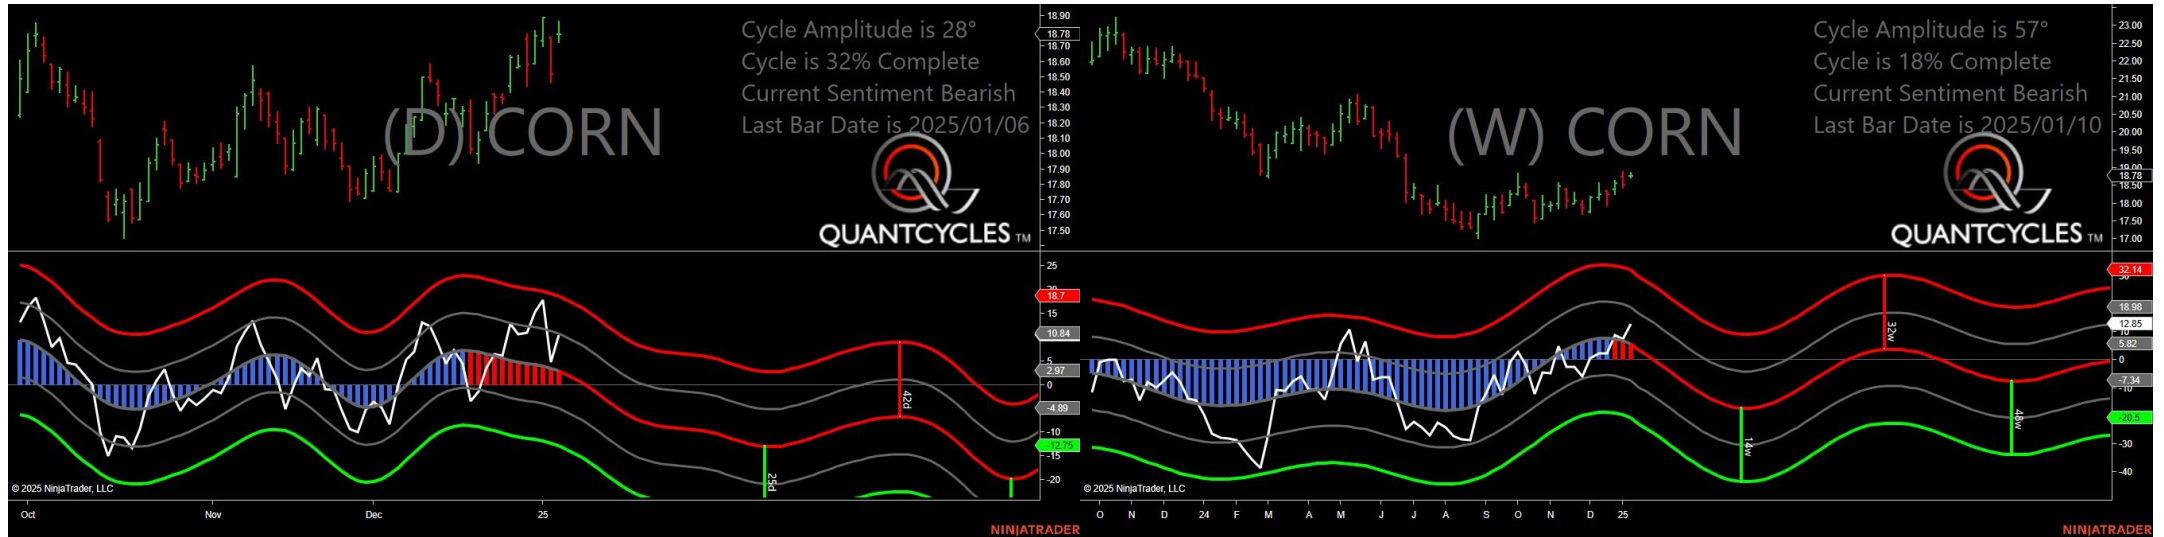 Cycle Amplitude is 28°
Cycle is 32% Complete
Current Sentiment Bearish
Last Bar Date is 2025/01/06
(D) CORN
QUANTCYCLES TM
18.90
18.78
18.70
18.60
18.50
18.40
18.30
18.20
18.10
18.00
17.90
17.80
17.70
17.60
17.50
25
18.7
15
10.84
5
2.97
0
-4.89
-10
-12.75
-15
-20
25d
42d
© 2025 NinjaTrader, LLC
Oct
Nov
Dec
25
NINJATRADER
Cycle Amplitude is 57°
Cycle is 18% Complete
Current Sentiment Bearish
Last Bar Date is 2025/01/10
(W) CORN
QUANTCYCLES TM
23.00
22.50
22.00
21.50
21.00
20.50
20.00
19.50
19.00
18.78
18.50
18.00
17.50
17.00
32.14
18.98
12.85
10
5.82
0
-7.34
-10
-20.5
-30
-40
14w
32w
48w
© 2025 NinjaTrader, LLC
O N D 24 F M A M J J A S O N D 25
NINJATRADER